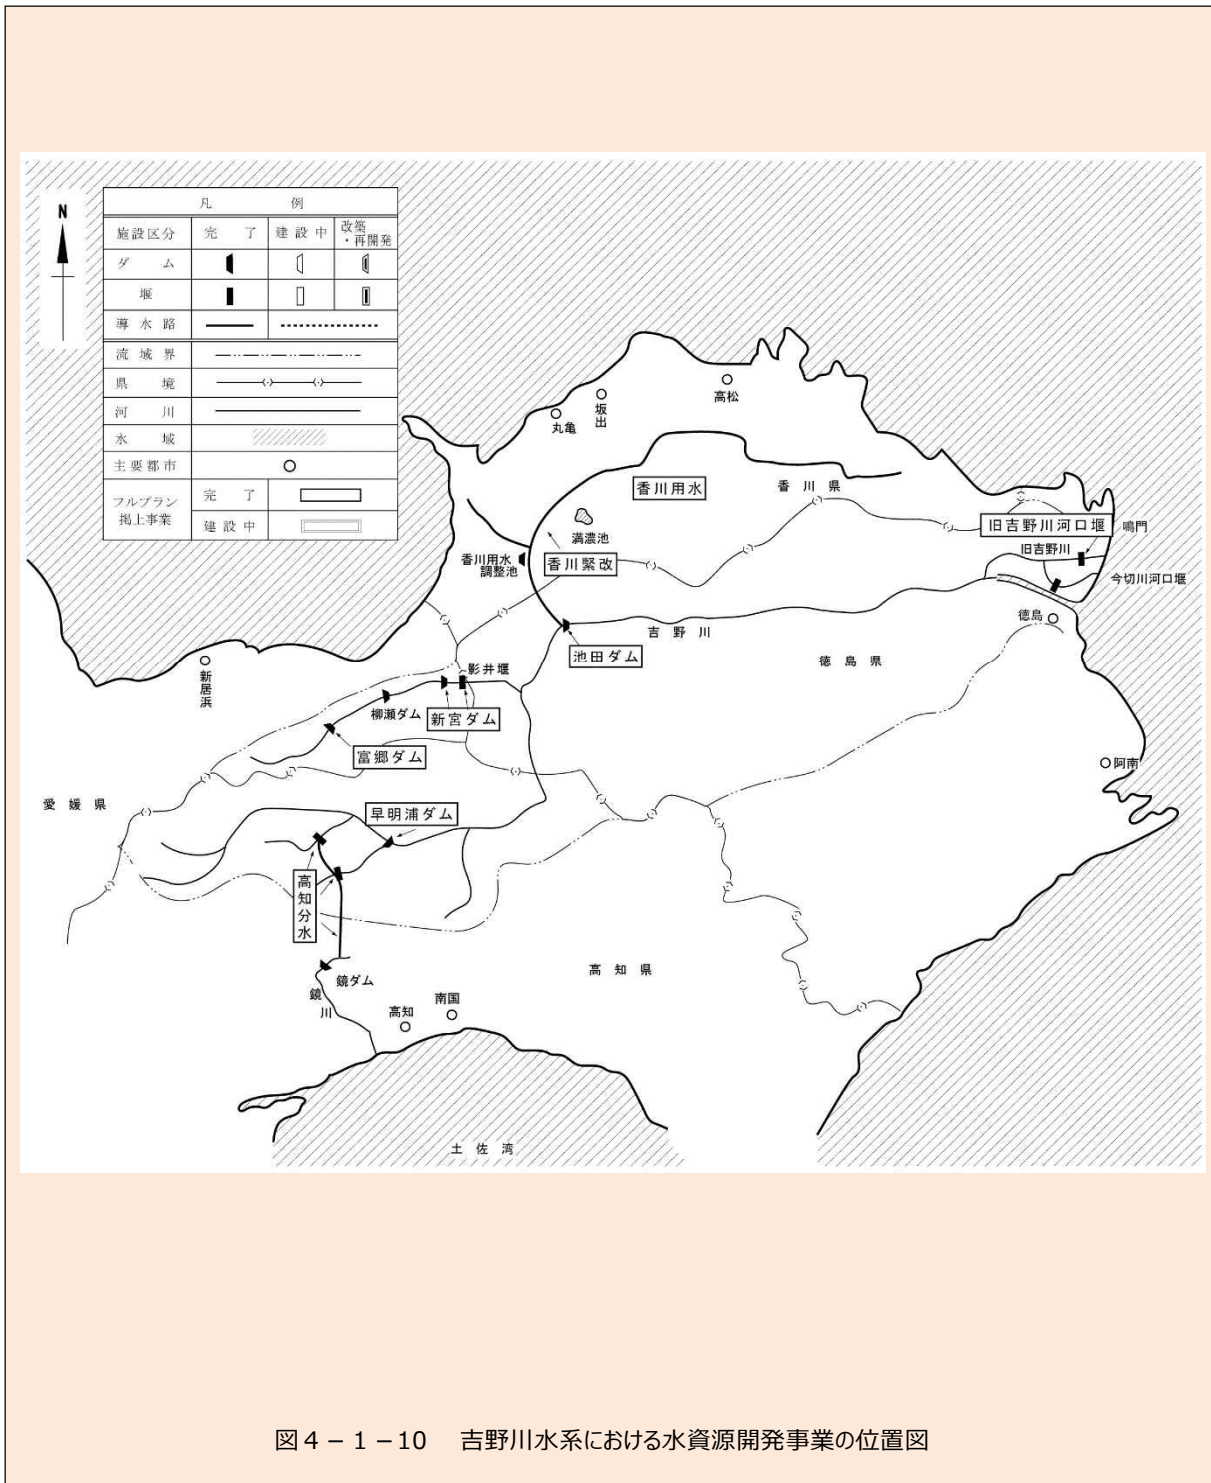 N
凡 例
施設区分 完 了 建設中 改築・再開発
ダ ム
堰
導 水 路
流 域 界
県 境
河 川
水 域
主要都市
フルプラン掲上事業 完 了
建設中
高松
坂出
丸亀
香川用水
香 川 県
満濃池
香川用水調整池
香川緊改
旧吉野川河口堰
鳴門
旧吉野川
今切川河口堰
徳島
吉 野 川
池田ダム
徳 島 県
影井堰
新居浜
柳瀬ダム
新宮ダム
富郷ダム
阿南
愛 媛 県
早明浦ダム
高知分水
鏡ダム
鏡川
高 知 県
南国
高知
土 佐 湾
図4-1-10 吉野川水系における水資源開発事業の位置図